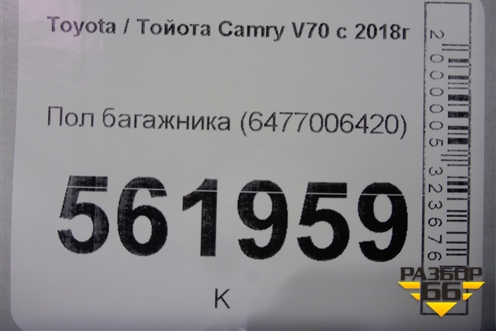 Toyota / Тойота Camry V70 с 2018г
Пол багажника (6477006420)
561959
К
2000005323676
РАЗБОР
66